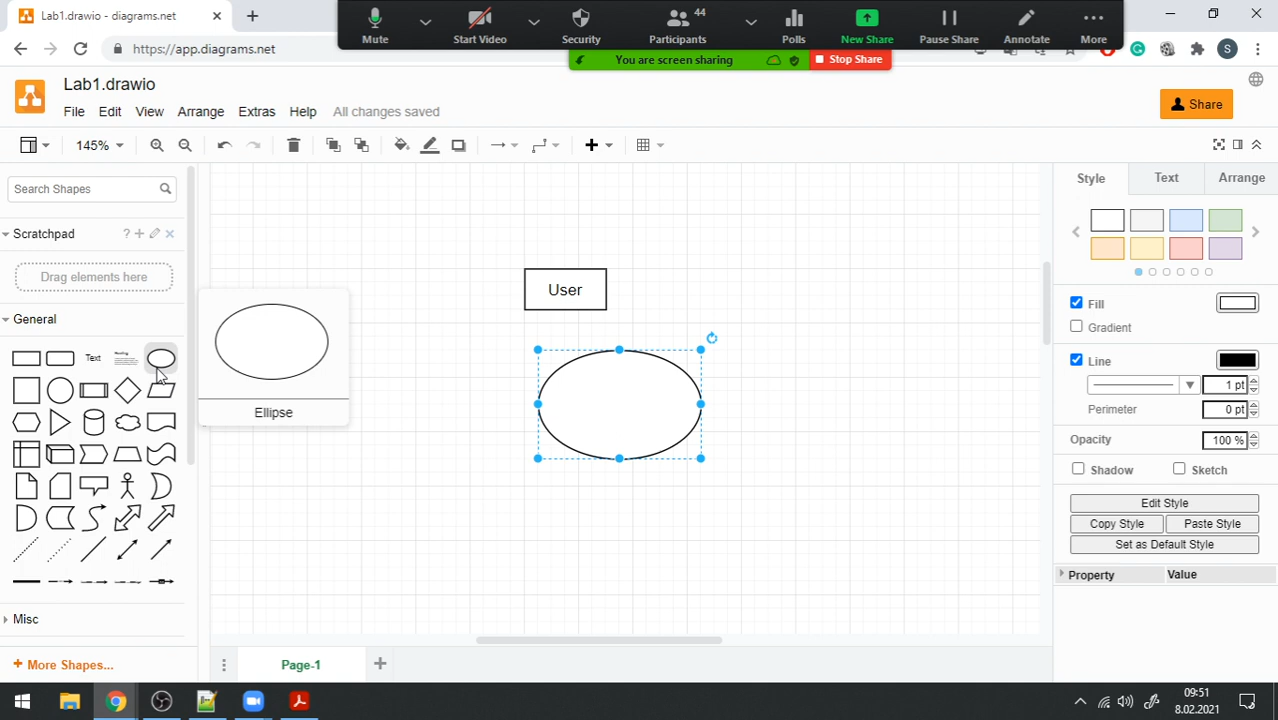 Lab1.drawio - diagrams.net
44
Mute
Start Video
Security
Participants
Polls
New Share
Pause Share
Annotate
More
https://app.diagrams.net
You are screen sharing
Stop Share
S
Lab1.drawio
File Edit View Arrange Extras Help All changes saved
Share
145%
Search Shapes
Style Text Arrange
Scratchpad
?
Drag elements here
General
Text
Ellipse
User
Fill
Gradient
Line
1 pt
Perimeter
0 pt
Opacity
100 %
Shadow
Sketch
Edit Style
Copy Style
Paste Style
Set as Default Style
Property
Value
Misc
+ More Shapes...
Page-1
09:51
8.02.2021